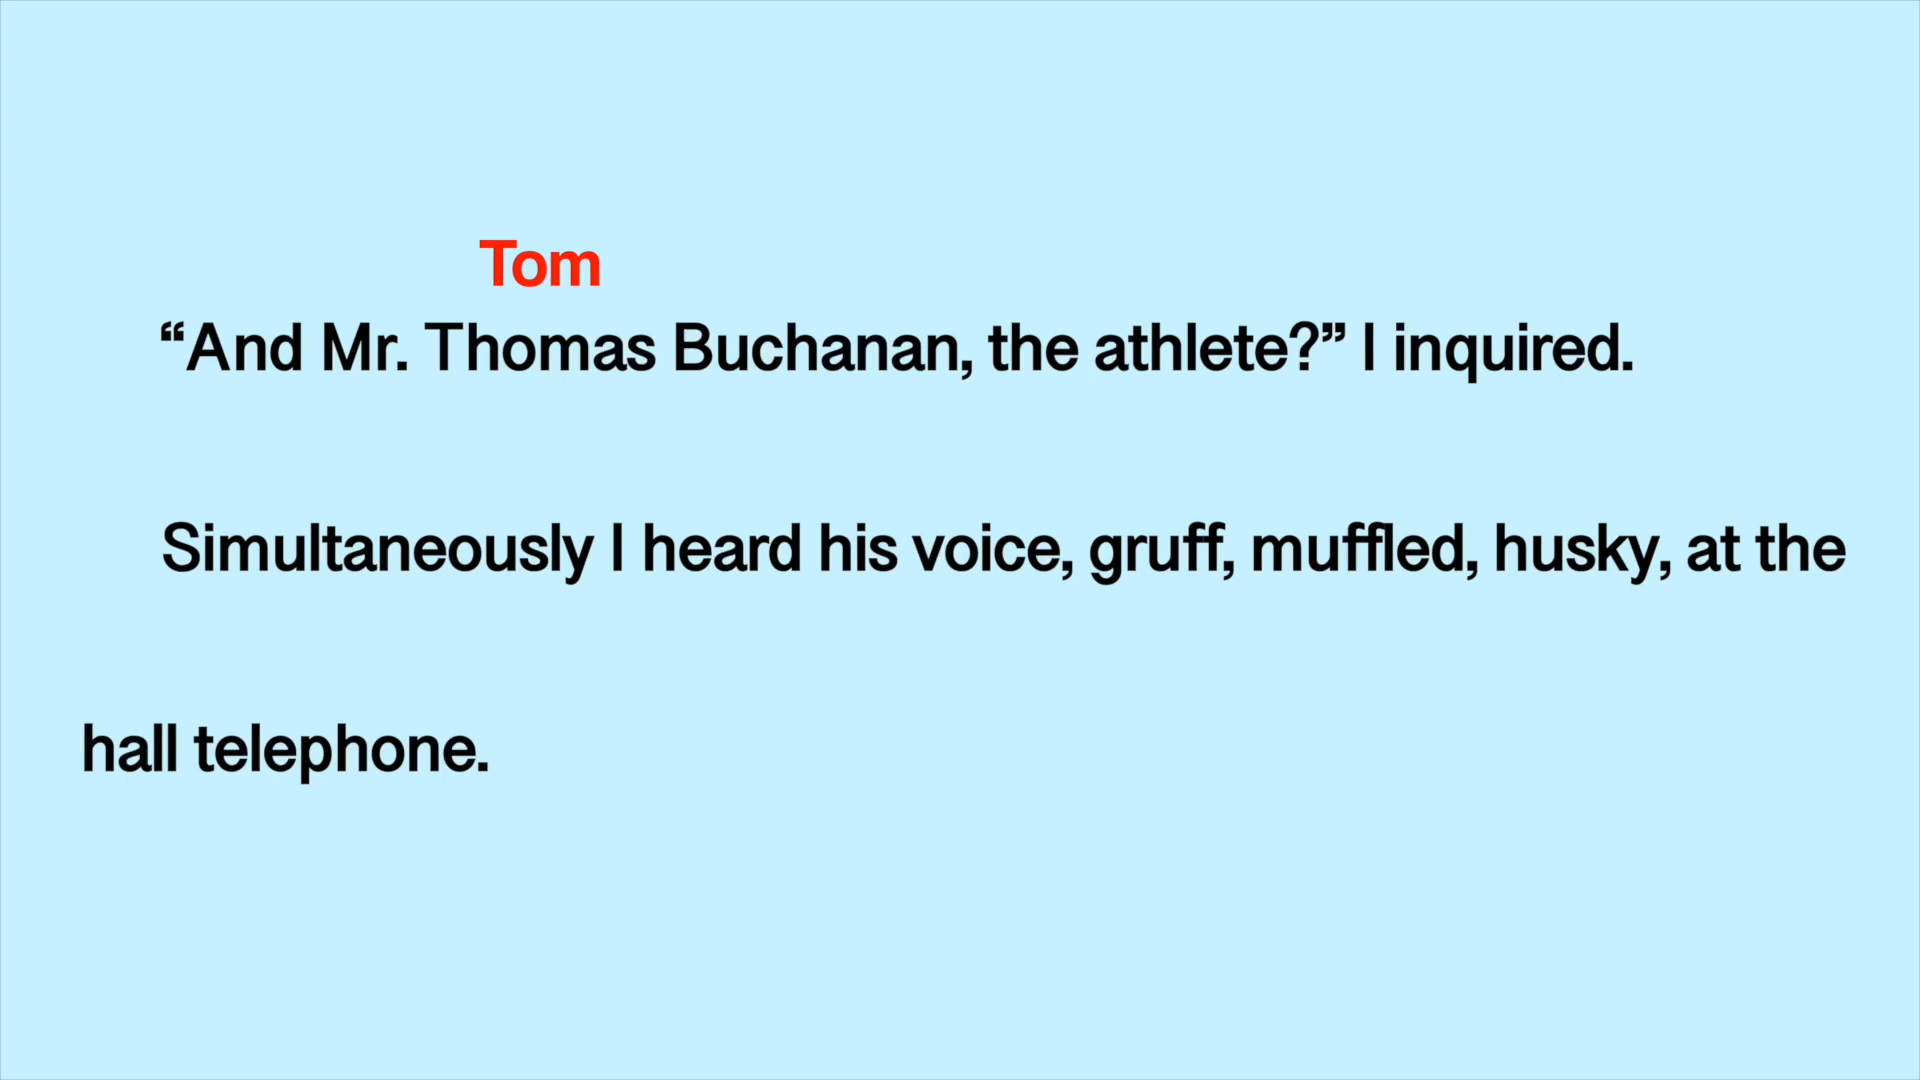 Tom
“And Mr. Thomas Buchanan, the athlete?” I inquired.
Simultaneously I heard his voice, gruff, muffled, husky, at the
hall telephone.